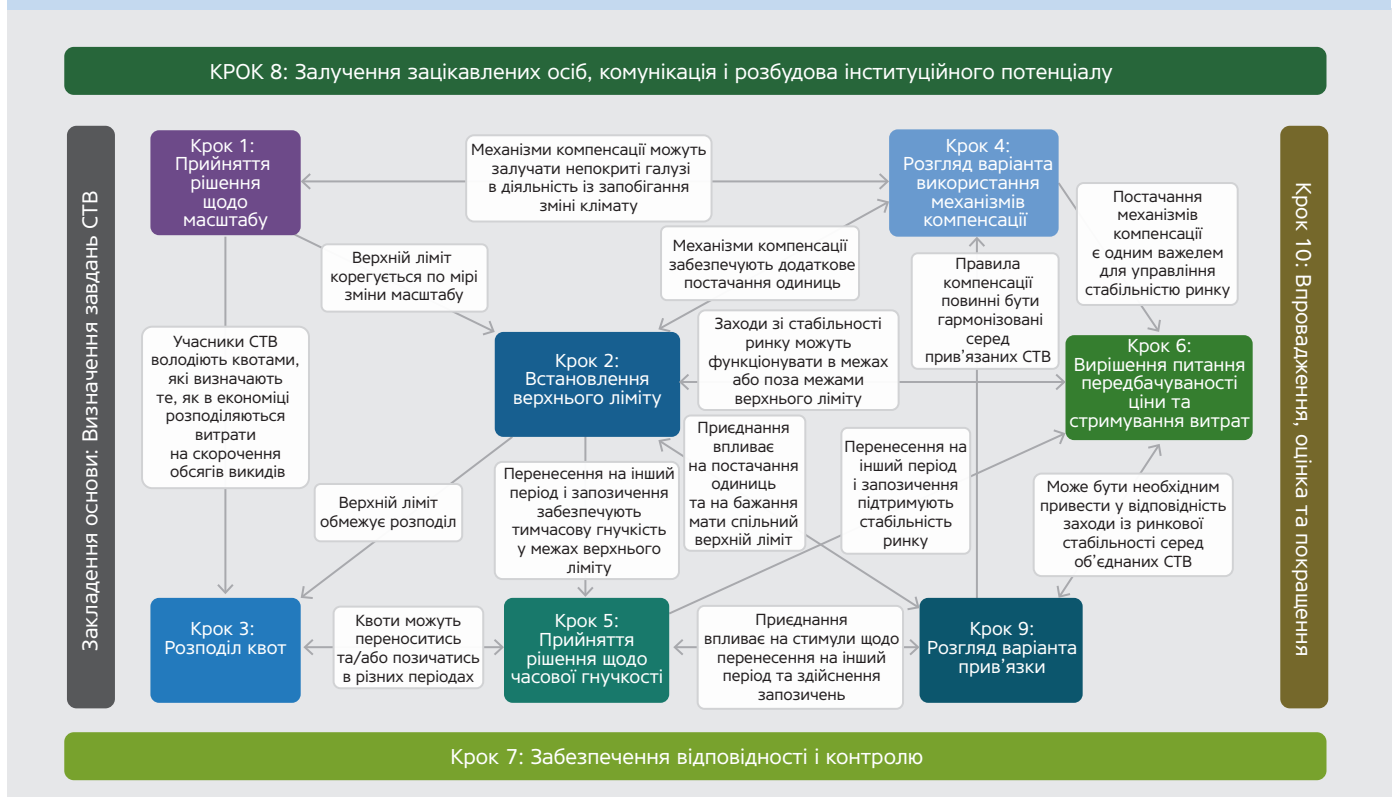 КРОК 8: Залучення зацікавлених осіб, комунікація і розбудова інституційного потенціалу
Закладення основи: Визначення завдань СТВ
Крок 1:
Прийняття
рішення
щодо
масштабу
Механізми компенсації можуть
залучати непокриті галузі
в діяльність із запобігання
зміні клімату
Крок 4:
Розгляд варіанта
використання
механізмів
компенсації
Верхній ліміт
корегується по мірі
зміни масштабу
Механізми компенсації
забезпечують додаткове
постачання одиниць
Правила
компенсації
повинні бути
гармонізовані
серед
прив’язаних СТВ
Постачання
механізмів
компенсації
є одним важелем
для управління
стабільністю ринку
Учасники СТВ
володіють квотами,
які визначають
те, як в економіці
розподіляються
витрати
на скорочення
обсягів викидів
Крок 2:
Встановлення
верхнього ліміту
Заходи зі стабільності
ринку можуть
функціонувати в межах
або поза межами
верхнього ліміту
Крок 6:
Вирішення питання
передбачуваності
ціни та
стримування витрат
Верхній ліміт
обмежує розподіл
Перенесення на інший
період і запозичення
забезпечують
тимчасову гнучкість
у межах верхнього
ліміту
Приєднання
впливає
на постачання
одиниць
та на бажання
мати спільний
верхній ліміт
Перенесення на
інший період
і запозичення
підтримують
стабільність
ринку
Може бути необхідним
привести у відповідність
заходи із ринкової
стабільності серед
об’єднаних СТВ
Крок 3:
Розподіл квот
Квоти можуть
переноситись
та/або позичатись
в різних періодах
Крок 5:
Прийняття
рішення щодо
часової гнучкості
Приєднання
впливає на стимули щодо
перенесення на інший
період та здійснення
запозичень
Крок 9:
Розгляд варіанта
прив’язки
Крок 10: Впровадження, оцінка та покращення
Крок 7: Забезпечення відповідності і контролю